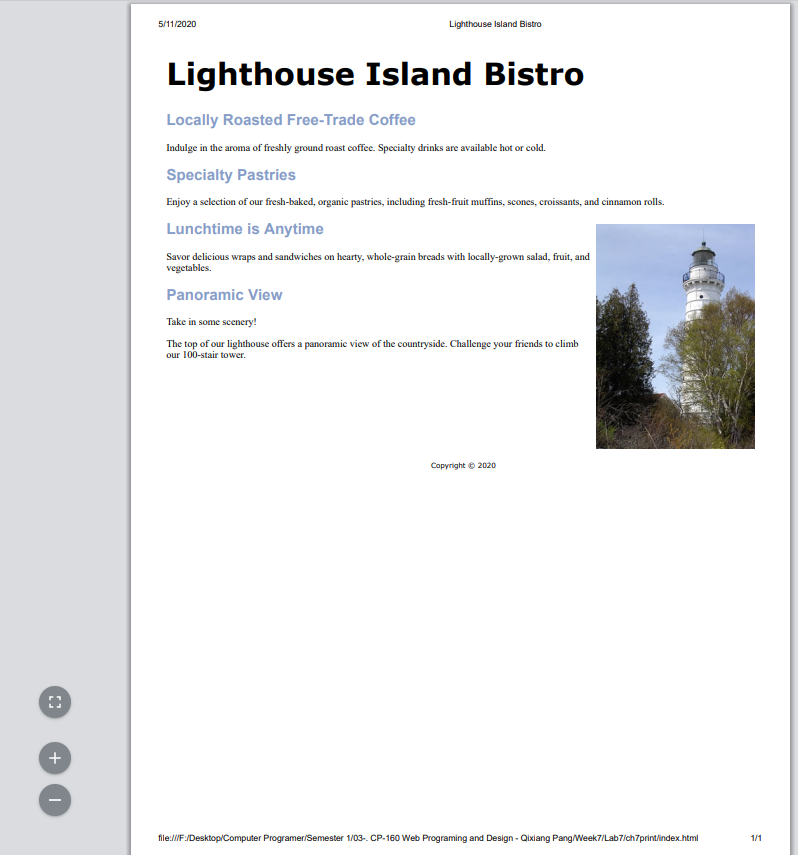 5/11/2020 Lighthouse Island Bistro
Lighthouse Island Bistro
Locally Roasted Free-Trade Coffee
Indulge in the aroma of freshly ground roast coffee. Specialty drinks are available hot or cold.
Specialty Pastries
Enjoy a selection of our fresh-baked, organic pastries, including fresh-fruit muffins, scones, croissants, and cinnamon rolls.
Lunchtime is Anytime
Savor delicious wraps and sandwiches on hearty, whole-grain breads with locally-grown salad, fruit, and
vegetables.
Panoramic View
Take in some scenery!
The top of our lighthouse offers a panoramic view of the countryside. Challenge your friends to climb
our 100-stair tower.
Copyright © 2020
file:///F:/Desktop/Computer Programer/Semester 1/03-. CP-160 Web Programing and Design - Qixiang Pang/Week7/Lab7/ch7print/index.html 1/1